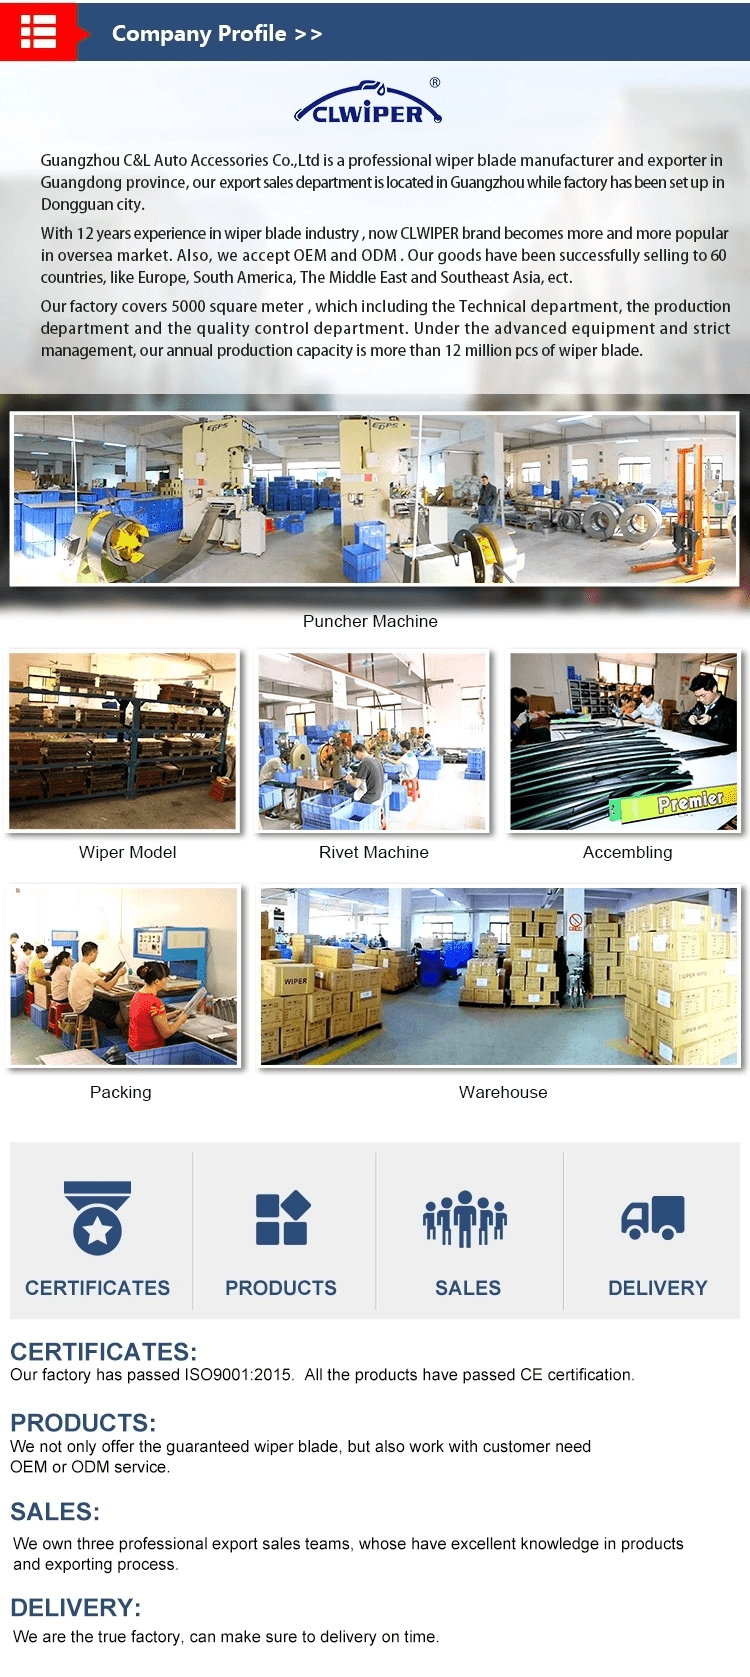 Company Profile >>
®
CLWIPER
Guangzhou C&L Auto Accessories Co.,Ltd is a professional wiper blade manufacturer and exporter in
Guangdong province, our export sales department is located in Guangzhou while factory has been set up in
Dongguan city.
With 12 years experience in wiper blade industry , now CLWIPER brand becomes more and more popular
in oversea market. Also, we accept OEM and ODM . Our goods have been successfully selling to 60
countries, like Europe, South America, The Middle East and Southeast Asia, ect.
Our factory covers 5000 square meter , which including the Technical department, the production
department and the quality control department. Under the advanced equipment and strict
management, our annual production capacity is more than 12 million pcs of wiper blade.
Puncher Machine
Premier
Wiper Model
Rivet Machine
Accembling
WIPER
Packing
Warehouse
CERTIFICATES
PRODUCTS
SALES
DELIVERY
CERTIFICATES:
Our factory has passed ISO9001:2015. All the products have passed CE certification.
PRODUCTS:
We not only offer the guaranteed wiper blade, but also work with customer need
OEM or ODM service.
SALES:
We own three professional export sales teams, whose have excellent knowledge in products
and exporting process.
DELIVERY:
We are the true factory, can make sure to delivery on time.